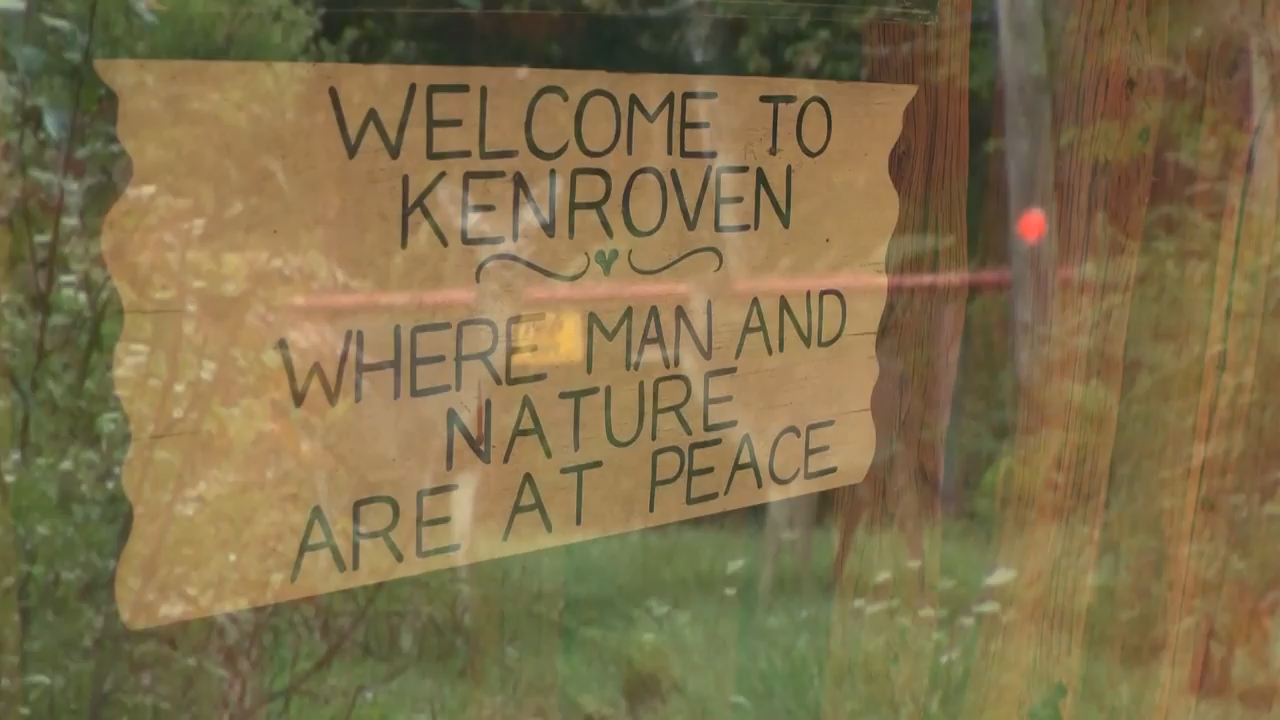 WELCOME TO
KENROVEN
WHERE MAN AND
NATURE
ARE AT PEACE